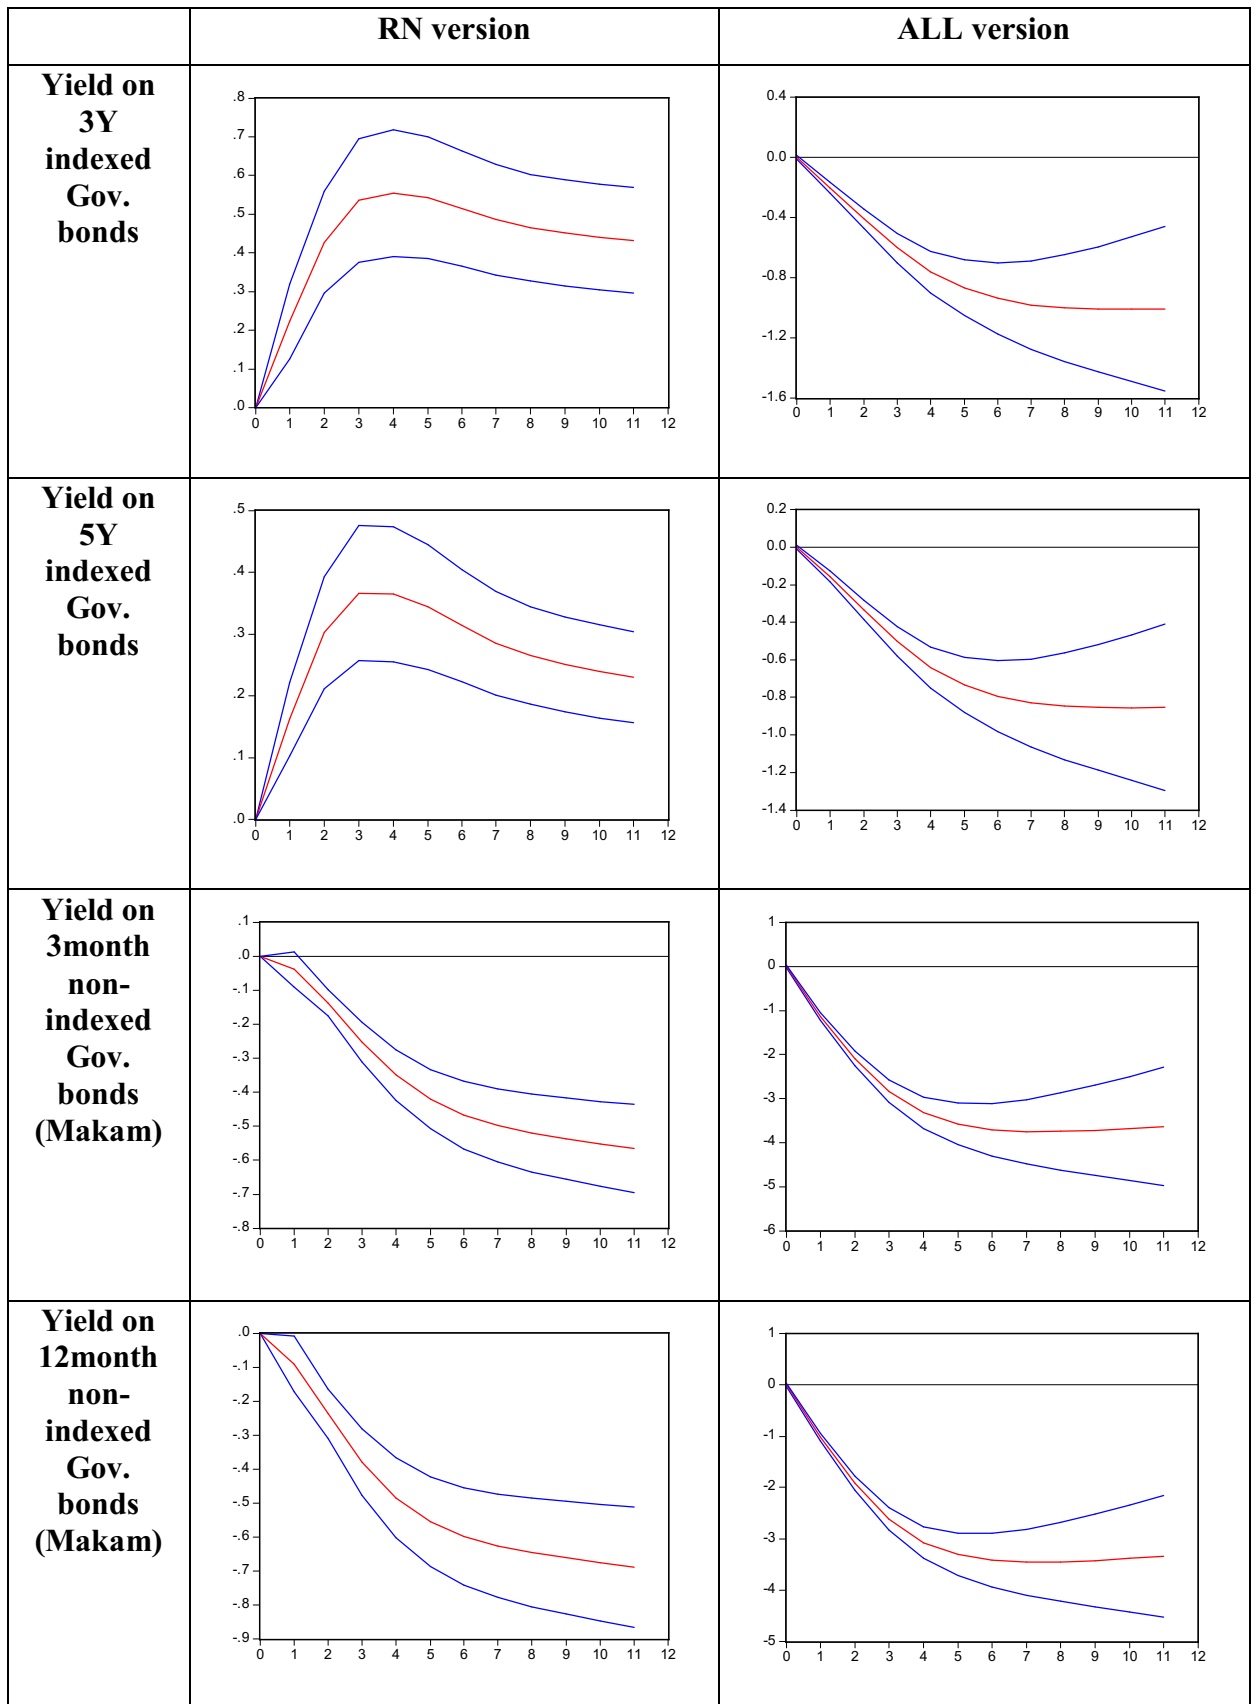 RN version
ALL version
Yield on
3Y
indexed
Gov.
bonds
.8
.7
.6
.5
.4
.3
.2
.1
.0
0 1 2 3 4 5 6 7 8 9 10 11 12
0.4
0.0
-0.4
-0.8
-1.2
-1.6
0 1 2 3 4 5 6 7 8 9 10 11 12
Yield on
5Y
indexed
Gov.
bonds
.5
.4
.3
.2
.1
.0
0 1 2 3 4 5 6 7 8 9 10 11 12
0.2
0.0
-0.2
-0.4
-0.6
-0.8
-1.0
-1.2
-1.4
0 1 2 3 4 5 6 7 8 9 10 11 12
Yield on
3month
non-
indexed
Gov.
bonds
(Makam)
.1
.0
-.1
-.2
-.3
-.4
-.5
-.6
-.7
-.8
0 1 2 3 4 5 6 7 8 9 10 11 12
1
0
-1
-2
-3
-4
-5
-6
0 1 2 3 4 5 6 7 8 9 10 11 12
Yield on
12month
non-
indexed
Gov.
bonds
(Makam)
.0
-.1
-.2
-.3
-.4
-.5
-.6
-.7
-.8
-.9
0 1 2 3 4 5 6 7 8 9 10 11 12
1
0
-1
-2
-3
-4
-5
0 1 2 3 4 5 6 7 8 9 10 11 12